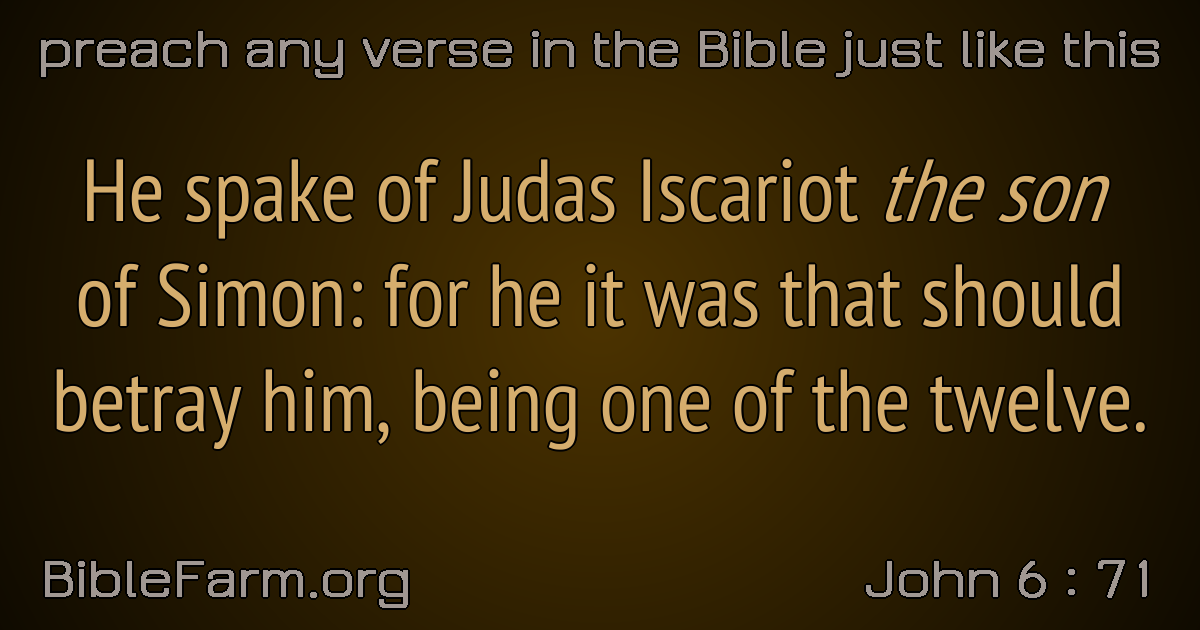 preach any verse in the Bible just like this
He spake of Judas Iscariot the son
of Simon: for he it was that should
betray him, being one of the twelve.
BibleFarm.org
John 6 : 71